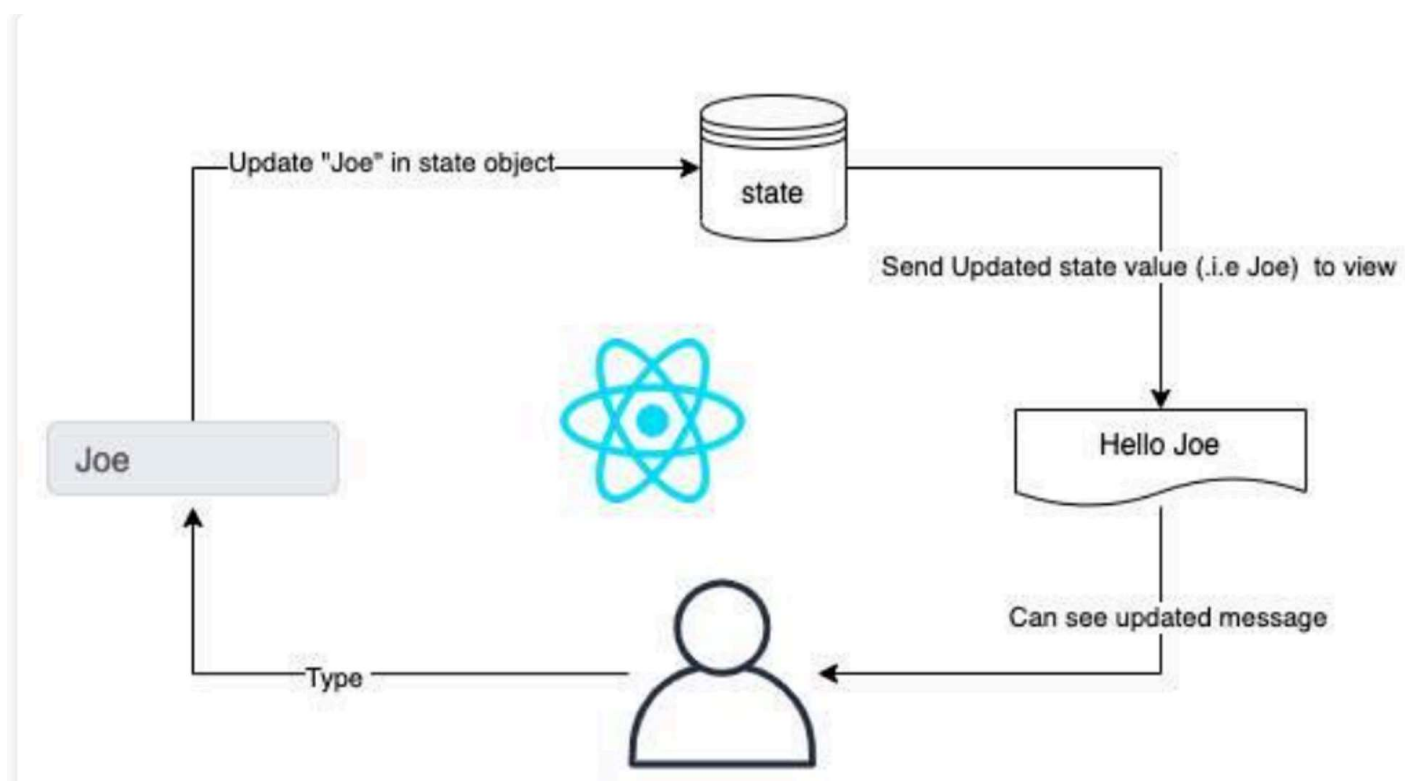 Update "Joe" in state object
state
Send Updated state value (.i.e Joe)  to view
Joe
Hello Joe
Can see updated message
Type